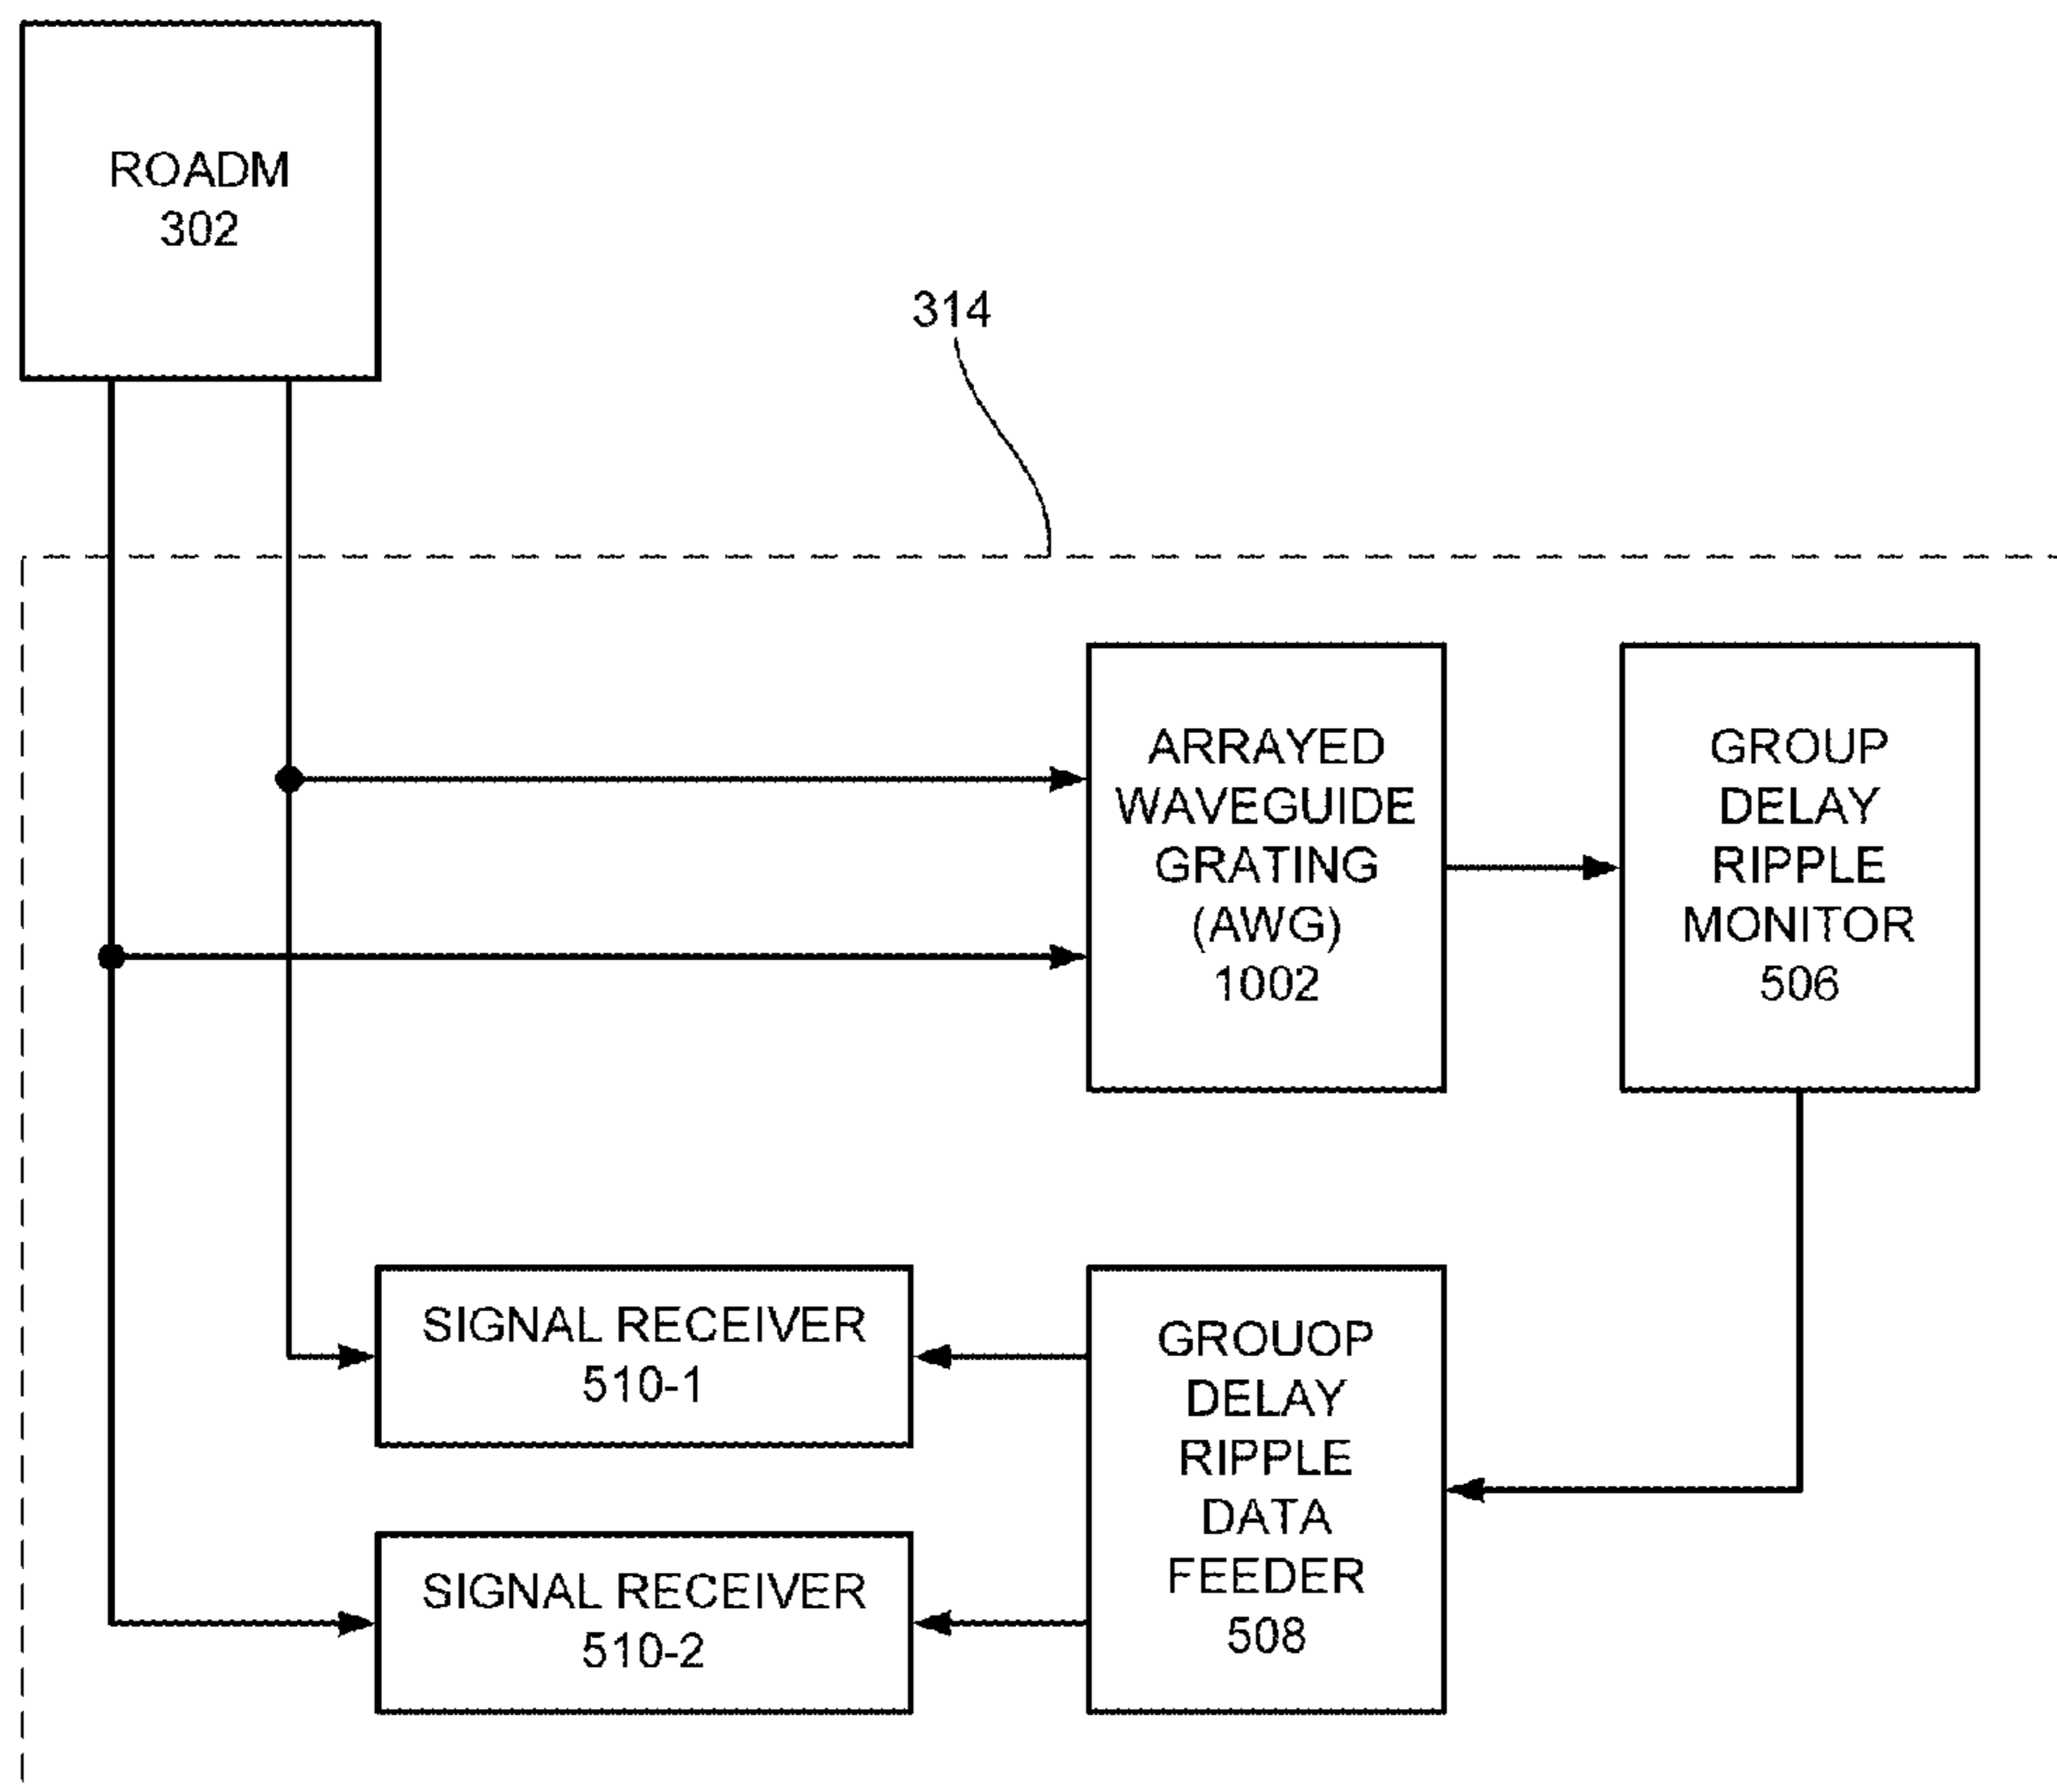 ROADM
302
314
ARRAYED
WAVEGUIDE
GRATING
(AWG)
1002
GROUP
DELAY
RIPPLE
MONITOR
506
SIGNAL RECEIVER
510-1
SIGNAL RECEIVER
510-2
GROUOP
DELAY
RIPPLE
DATA
FEEDER
508